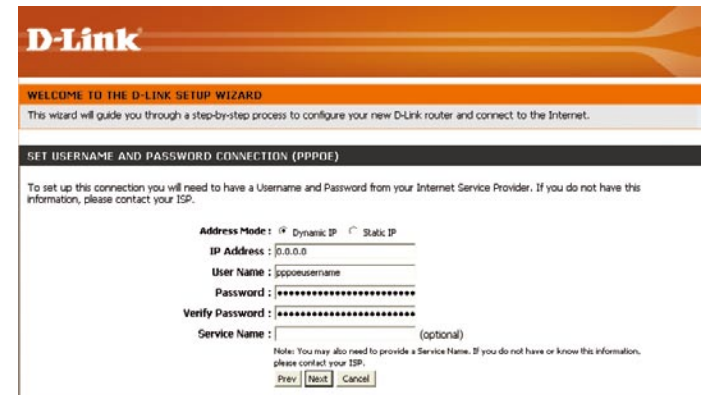 D-Link
WELCOME TO THE D-LINK SETUP WIZARD
This wizard will guide you through a step-by-step process to configure your new D-Link router and connect to the Internet.
SET USERNAME AND PASSWORD CONNECTION (PPPOE)
To set up this connection you will need to have a Username and Password from your Internet Service Provider. If you do not have this
information, please contact your ISP.
Address Mode : Dynamic IP Static IP
IP Address : 0.0.0.0
User Name : pppoeusername
Password : ••••••••••••••••••••••••
Verify Password : ••••••••••••••••••••••••
Service Name : (optional)
Note: You may also need to provide a Service Name. If you do not have or know this information,
please contact your ISP.
Prev Next Cancel